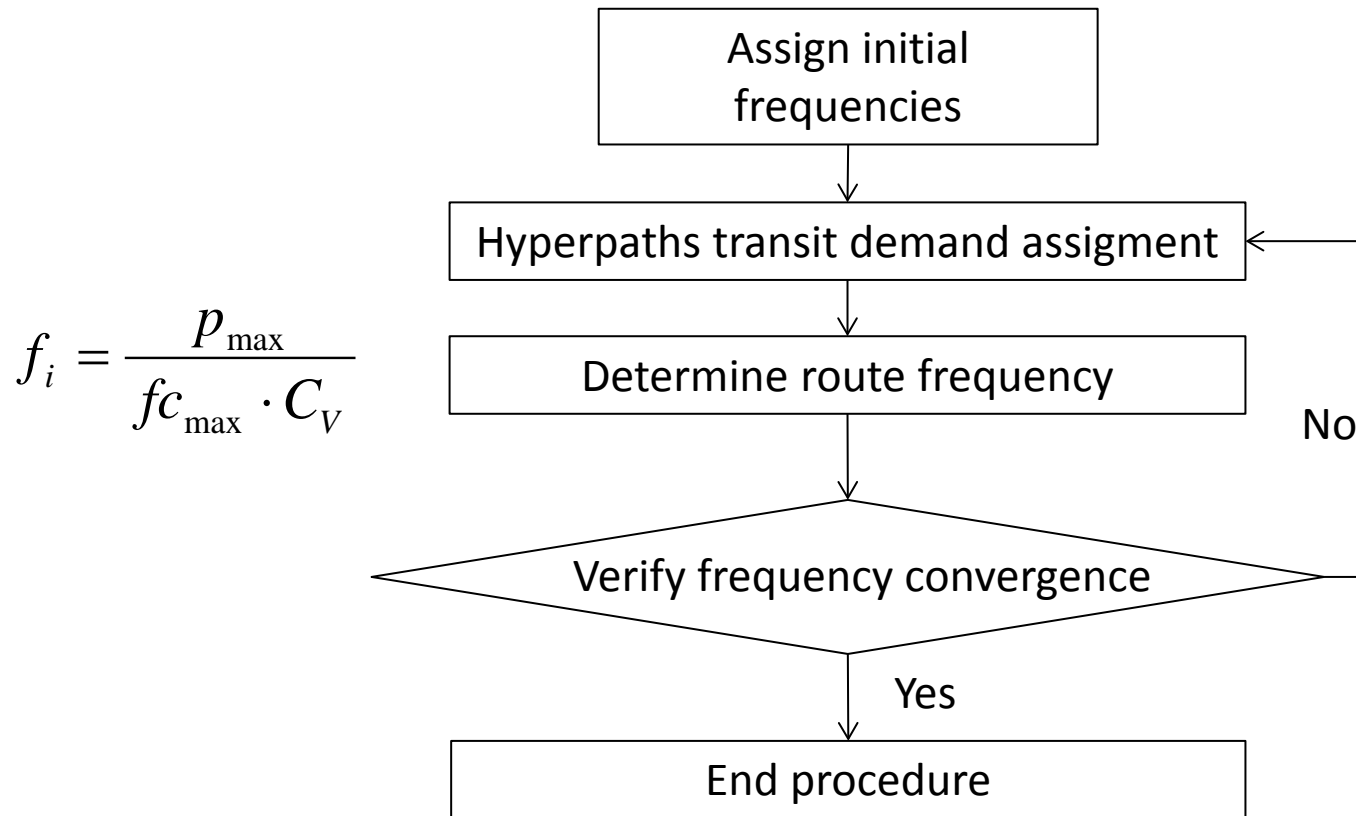 Assign initial
frequencies
Hyperpaths transit demand assigment
f_i = p_max / (fc_max · C_V)
Determine route frequency
No
Verify frequency convergence
Yes
End procedure